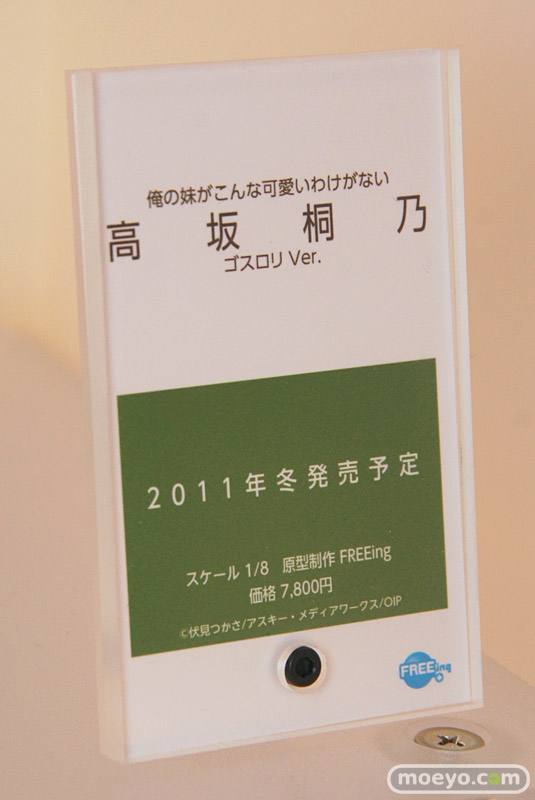 俺の妹がこんな可愛いわけがない
高坂桐乃
ゴスロリ Ver.
2011年冬発売予定
スケール 1/8　原型制作 FREEing
価格 7,800円
©伏見つかさ/アスキー・メディアワークス/OIP
FREEing
moeyo.com